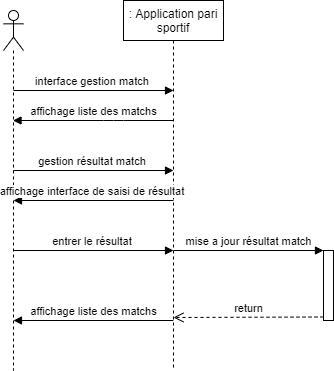 : Application pari
sportif
interface gestion match
affichage liste des matchs
gestion résultat match
affichage interface de saisi de résultat
entrer le résultat
mise a jour résultat match
affichage liste des matchs
return